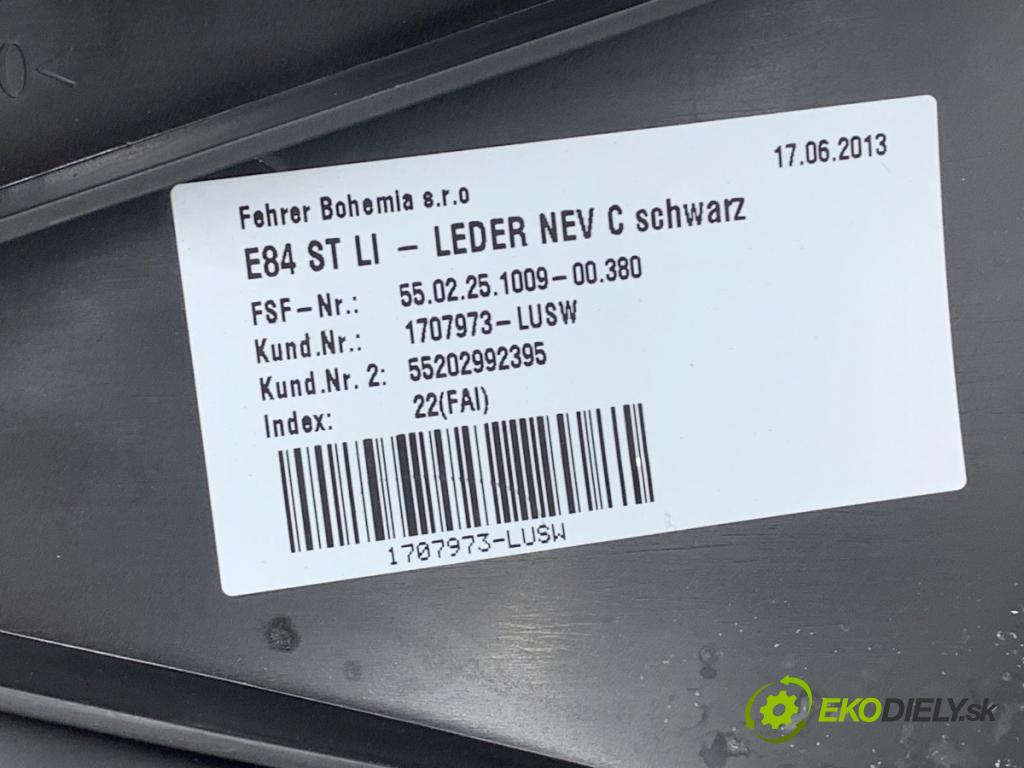 17.06.2013
Fehrer Bohemia s.r.o
E84 ST LI – LEDER NEV C schwarz
FSF-Nr.: 55.02.25.1009-00.380
Kund.Nr.: 1707973-LUSW
Kund.Nr. 2: 55202992395
Index: 22(FAI)
1707973-LUSW
EKODIELY.sk